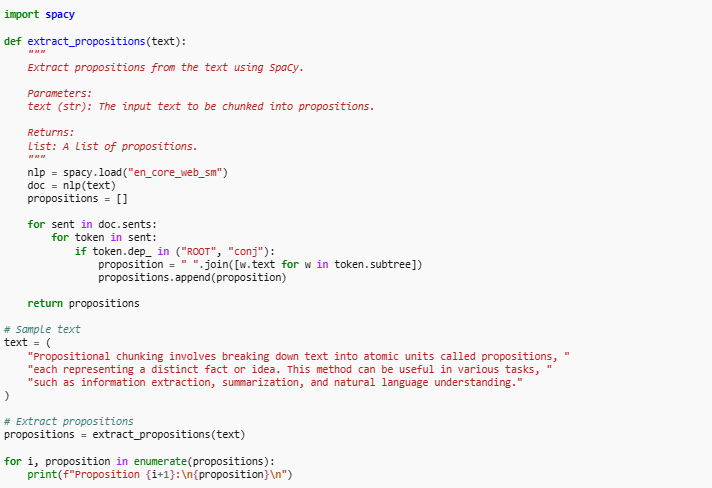 import spacy
def extract_propositions(text):
    """
    Extract propositions from the text using SpaCy.
    Parameters:
    text (str): The input text to be chunked into propositions.
    Returns:
    list: A list of propositions.
    """
    nlp = spacy.load("en_core_web_sm")
    doc = nlp(text)
    propositions = []
    for sent in doc.sents:
        for token in sent:
            if token.dep_ in ("ROOT", "conj"):
                proposition = " ".join([w.text for w in token.subtree])
                propositions.append(proposition)
    return propositions
# Sample text
text = (
    "Propositional chunking involves breaking down text into atomic units called propositions, "
    "each representing a distinct fact or idea. This method can be useful in various tasks, "
    "such as information extraction, summarization, and natural language understanding."
)
# Extract propositions
propositions = extract_propositions(text)
for i, proposition in enumerate(propositions):
    print(f"Proposition {i+1}:\n{proposition}\n")